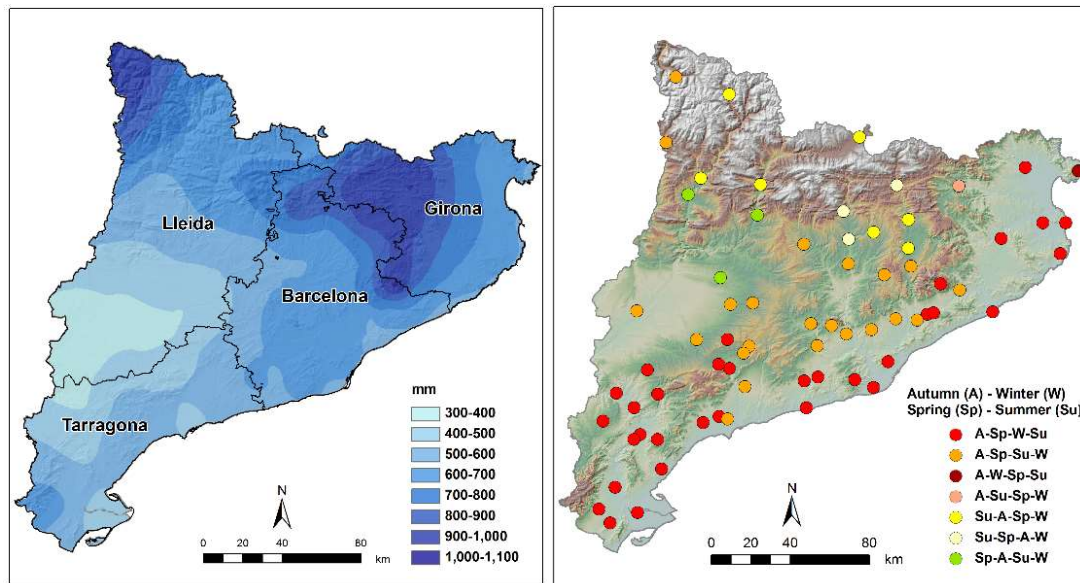 Lleida
Girona
Barcelona
Tarragona
mm
300-400
400-500
500-600
600-700
700-800
800-900
900-1,000
1,000-1,100
N
0 20 40 80
km
Autumn (A) - Winter (W)
Spring (Sp) - Summer (Su)
A-Sp-W-Su
A-Sp-Su-W
A-W-Sp-Su
A-Su-Sp-W
Su-A-Sp-W
Su-Sp-A-W
Sp-A-Su-W
N
0 20 40 80
km